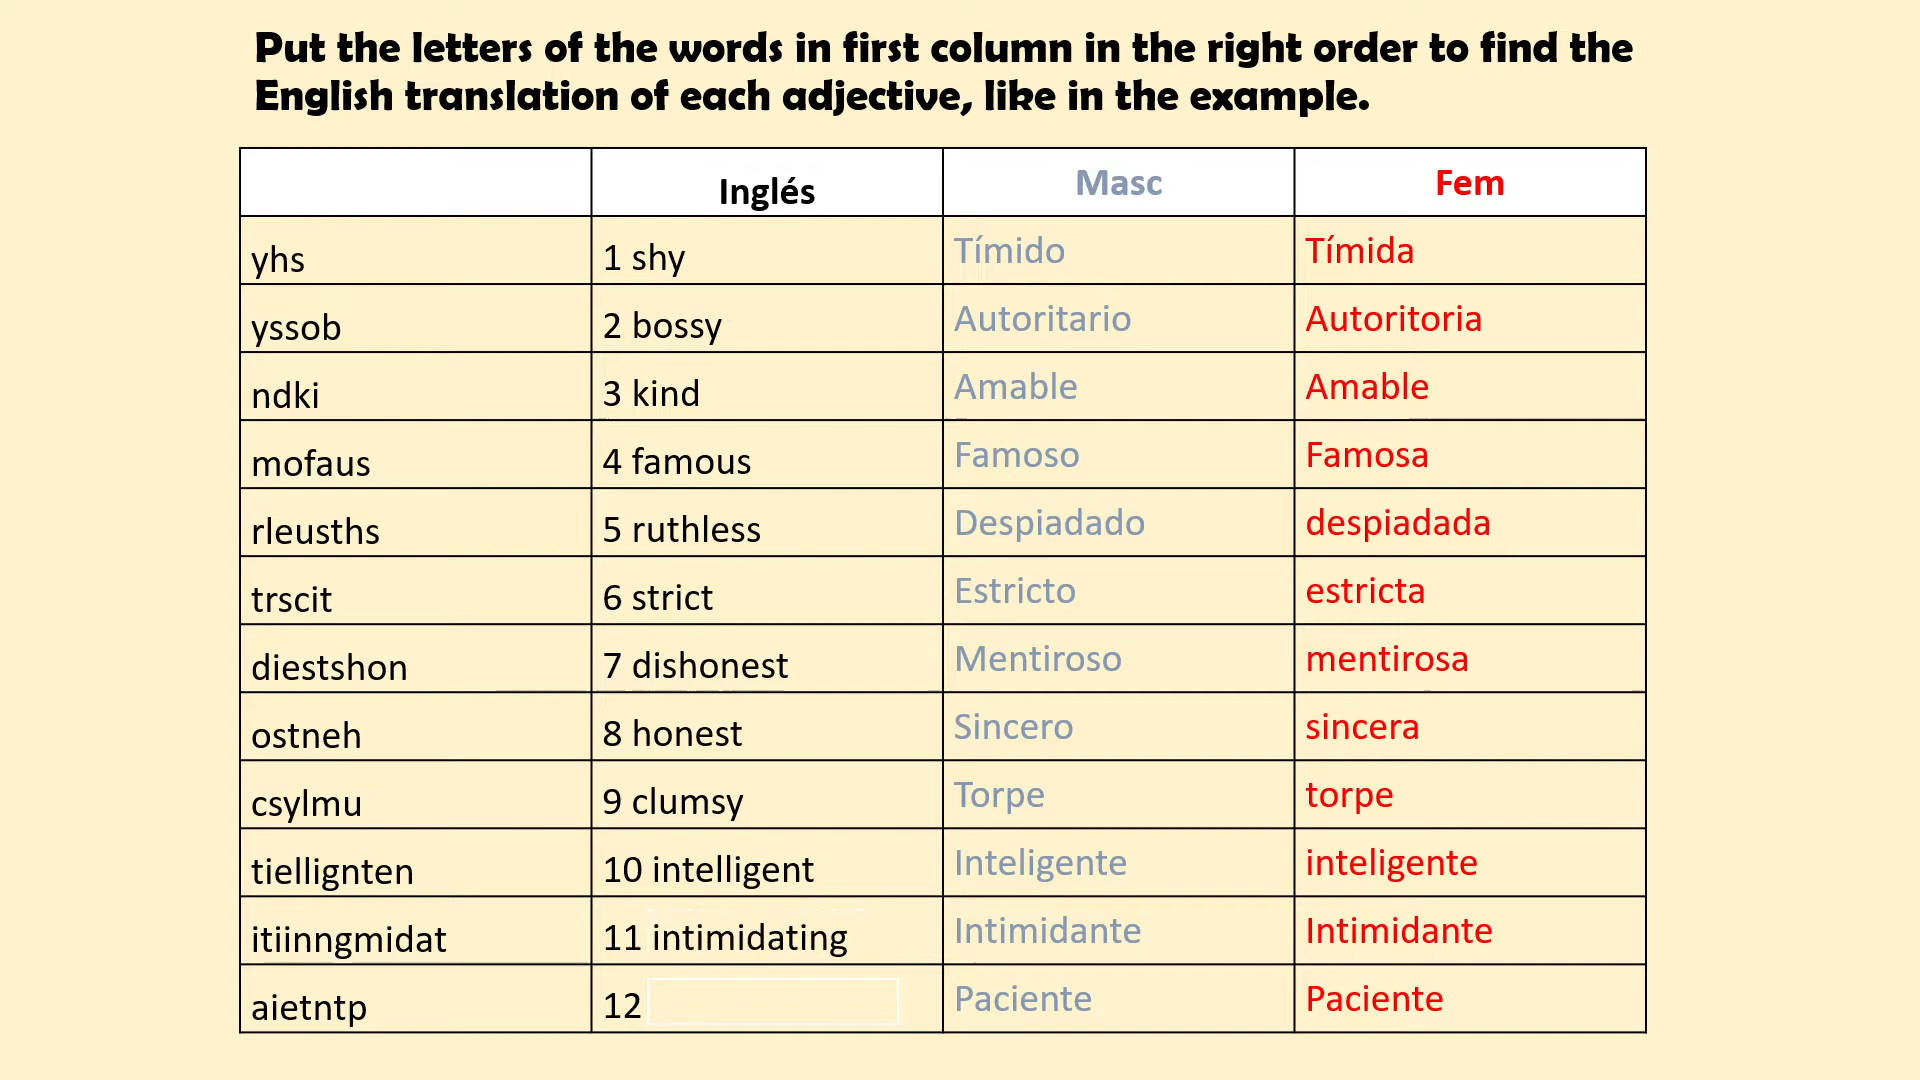 Put the letters of the words in first column in the right order to find the
English translation of each adjective, like in the example.
Inglés Masc Fem
yhs 1 shy Tímido Tímida
yssob 2 bossy Autoritario Autoritoria
ndki 3 kind Amable Amable
mofaus 4 famous Famoso Famosa
rleusths 5 ruthless Despiadado despiadada
trscit 6 strict Estricto estricta
diestshon 7 dishonest Mentiroso mentirosa
ostneh 8 honest Sincero sincera
csylmu 9 clumsy Torpe torpe
tiellignten 10 intelligent Inteligente inteligente
itiinngmidat 11 intimidating Intimidante Intimidante
aietntp 12 Paciente Paciente